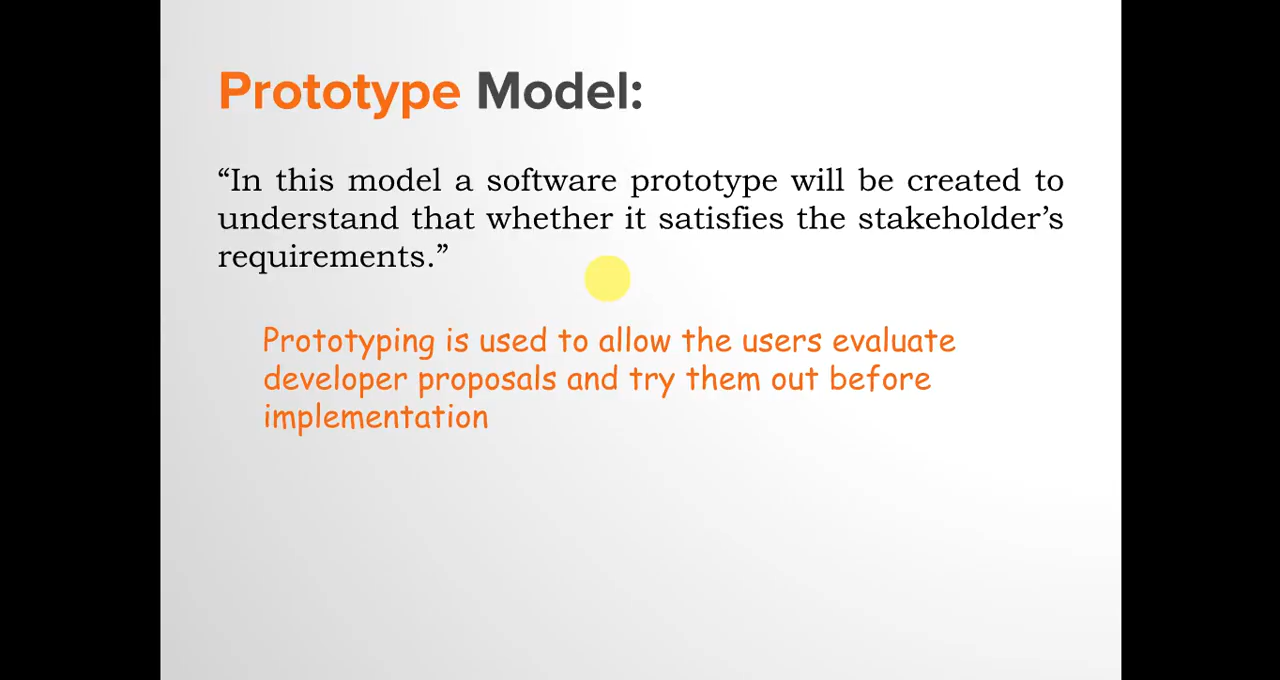 Prototype Model:
“In this model a software prototype will be created to
understand that whether it satisfies the stakeholder’s
requirements.”
Prototyping is used to allow the users evaluate
developer proposals and try them out before
implementation